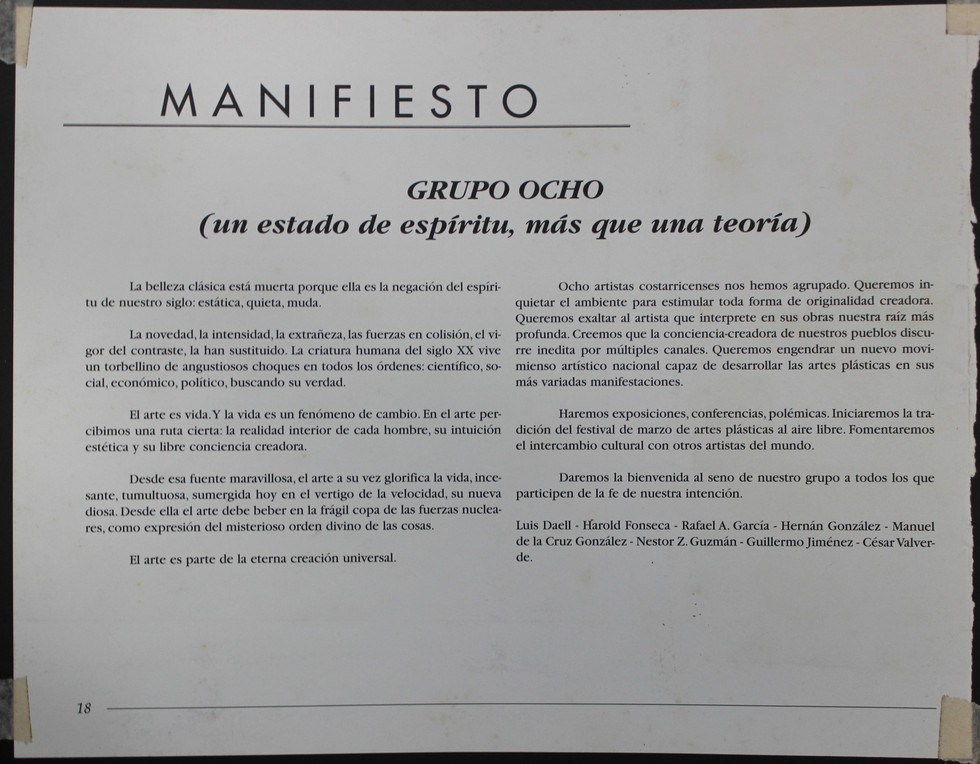 MANIFIESTO
GRUPO OCHO
(un estado de espíritu, más que una teoría)
La belleza clásica está muerta porque ella es la negación del espíri-
tu de nuestro siglo: estática, quieta, muda.
La novedad, la intensidad, la extrañeza, las fuerzas en colisión, el vi-
gor del contraste, la han sustituido. La criatura humana del siglo XX vive
un torbellino de angustiosos choques en todos los órdenes: científico, so-
cial, económico, político, buscando su verdad.
El arte es vida. Y la vida es un fenómeno de cambio. En el arte per-
cibimos una ruta cierta: la realidad interior de cada hombre, su intuición
estética y su libre conciencia creadora.
Desde esa fuente maravillosa, el arte a su vez glorifica la vida, ince-
sante, tumultuosa, sumergida hoy en el vertigo de la velocidad, su nueva
diosa. Desde ella el arte debe beber en la frágil copa de las fuerzas nuclea-
res, como expresión del misterioso orden divino de las cosas.
El arte es parte de la eterna creación universal.
Ocho artistas costarricenses nos hemos agrupado. Queremos in-
quietar el ambiente para estimular toda forma de originalidad creadora.
Queremos exaltar al artista que interprete en sus obras nuestra raíz más
profunda. Creemos que la conciencia-creadora de nuestros pueblos discu-
rre inedita por múltiples canales. Queremos engendrar un nuevo movi-
mienso artístico nacional capaz de desarrollar las artes plásticas en sus
más variadas manifestaciones.
Haremos exposiciones, conferencias, polémicas. Iniciaremos la tra-
dición del festival de marzo de artes plásticas al aire libre. Fomentaremos
el intercambio cultural con otros artistas del mundo.
Daremos la bienvenida al seno de nuestro grupo a todos los que
participen de la fe de nuestra intención.
Luis Daell - Harold Fonseca - Rafael A. García - Hernán González - Manuel
de la Cruz González - Nestor Z. Guzmán - Guillermo Jiménez - César Valver-
de.
18